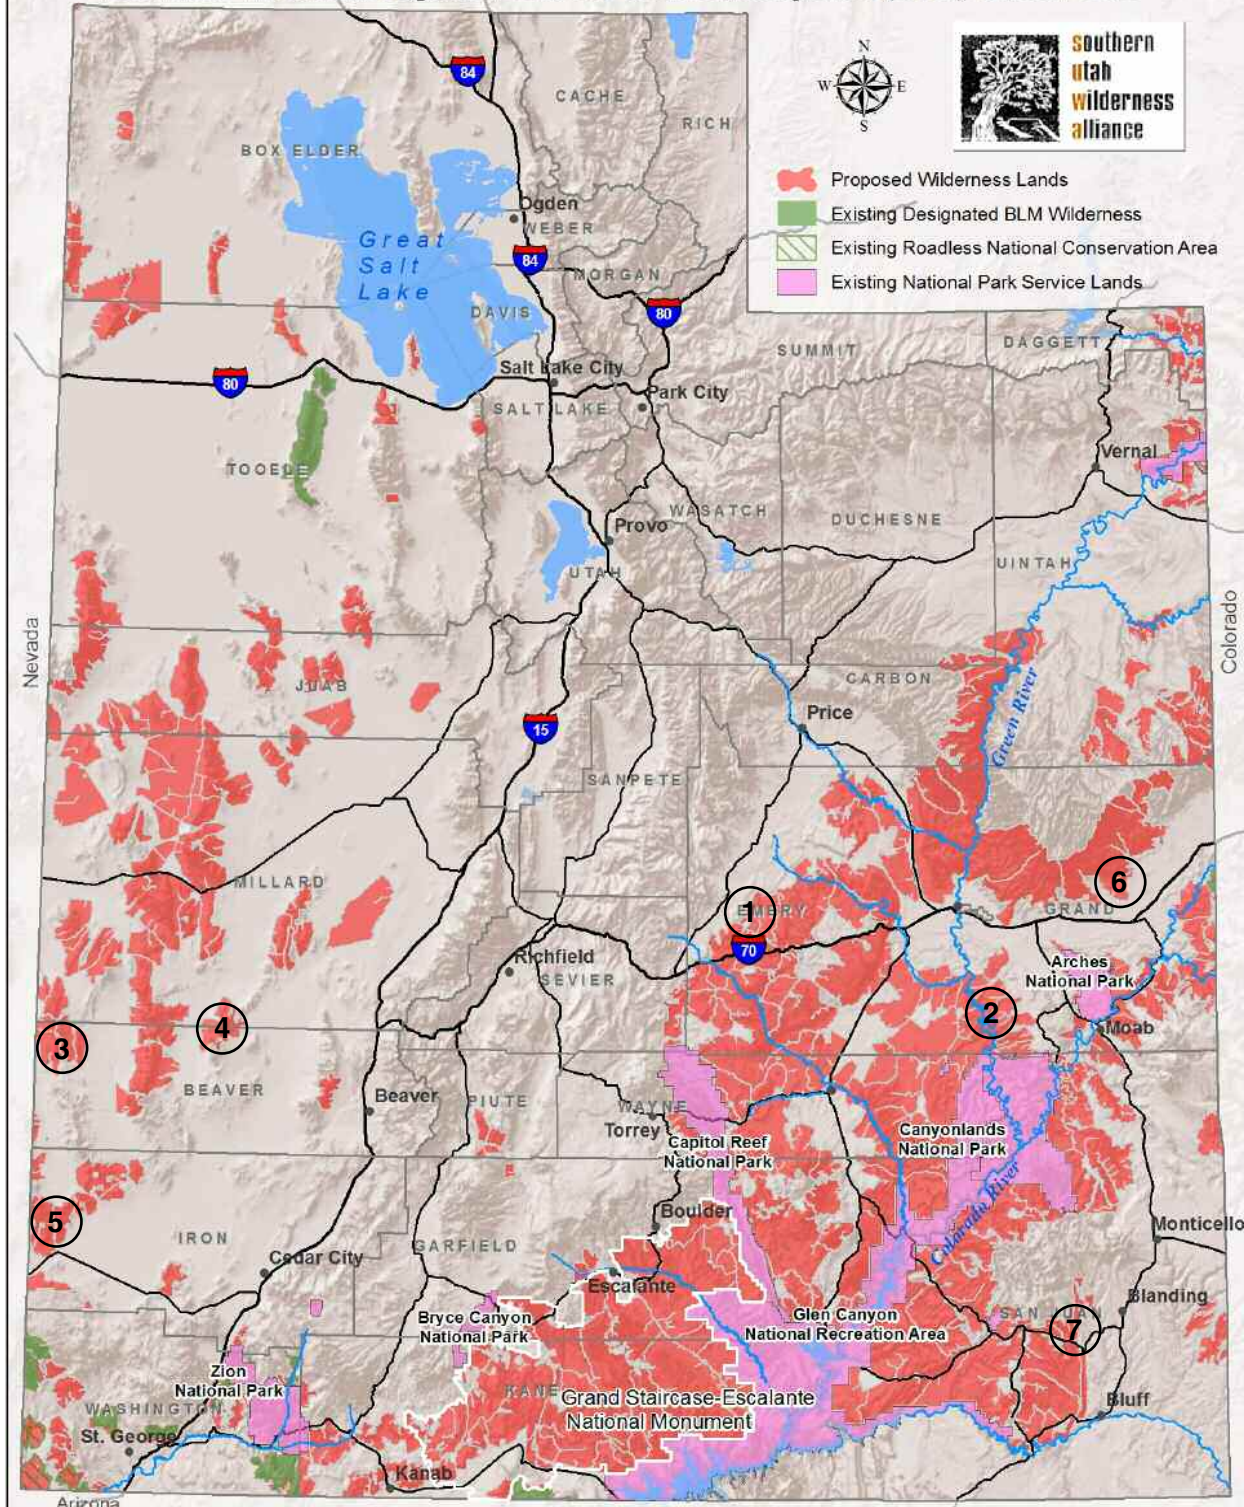 84
CACHE
RICH
N
W E
S
southern
utah
wilderness
alliance
BOX ELDER
Proposed Wilderness Lands
Existing Designated BLM Wilderness
Existing Roadless National Conservation Area
Existing National Park Service Lands
Ogden
WEBER
Great
Salt
Lake
84
MORGAN
DAVIS
80
SUMMIT
DAGGETT
Salt Lake City
80
Park City
SALT LAKE
TOOELE
Vernal
WASATCH
DUCHESNE
Provo
UTAH
UINTAH
Nevada
Colorado
JUAB
CARBON
Green River
Price
15
SANPETE
MILLARD
6
1
EMERY
GRAND
70
Richfield
SEVIER
Arches
National Park
2
Moab
3
4
BEAVER
Beaver
PIUTE
WAYNE
Torrey
Capitol Reef
National Park
Canyonlands
National Park
Colorado River
5
Boulder
Monticello
IRON
GARFIELD
Cedar City
Escalante
Blanding
Bryce Canyon
National Park
Glen Canyon
National Recreation Area
SAN JUAN
7
Zion
National Park
KANE
Grand Staircase-Escalante
National Monument
WASHINGTON
Bluff
St. George
Kanab
Arizona